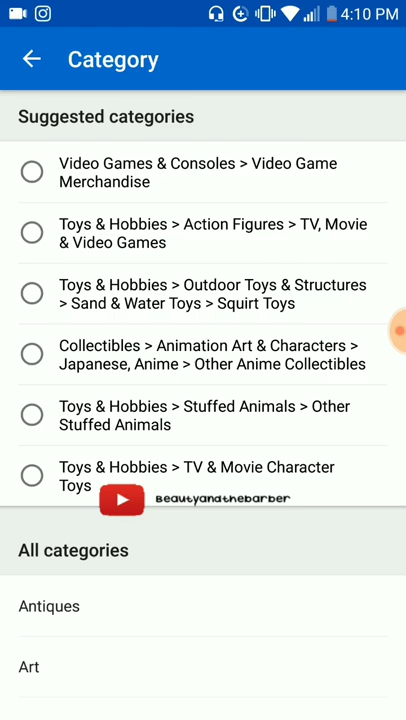 4:10 PM
Category
Suggested categories
Video Games & Consoles > Video Game
Merchandise
Toys & Hobbies > Action Figures > TV, Movie
& Video Games
Toys & Hobbies > Outdoor Toys & Structures
> Sand & Water Toys > Squirt Toys
Collectibles > Animation Art & Characters >
Japanese, Anime > Other Anime Collectibles
Toys & Hobbies > Stuffed Animals > Other
Stuffed Animals
Toys & Hobbies > TV & Movie Character
Toys
Beautyandthebarber
All categories
Antiques
Art